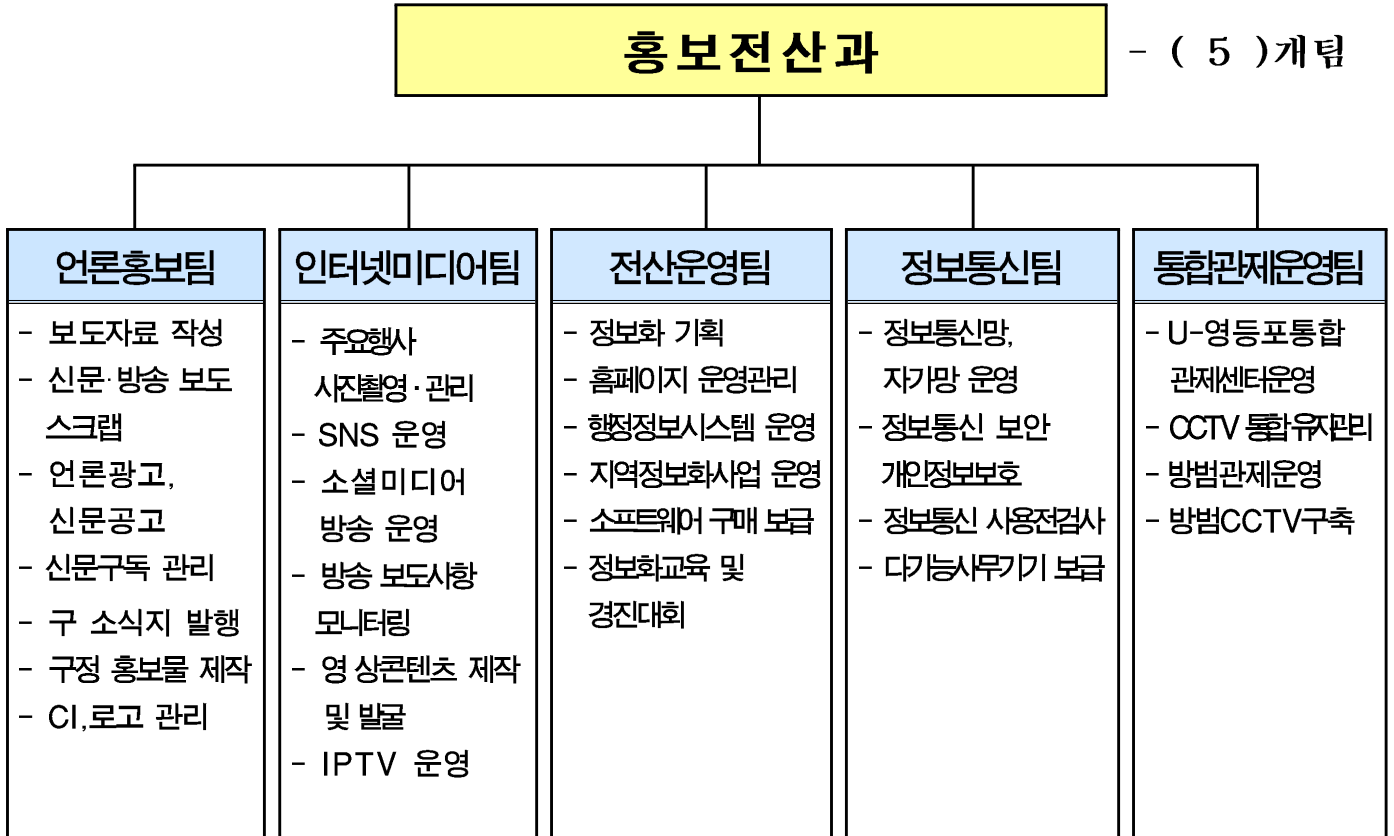 홍보전산과
- ( 5 )개팀
언론홍보팀
- 보도자료 작성
- 신문·방송 보도
스크랩
- 언론광고,
신문공고
- 신문구독 관리
- 구 소식지 발행
- 구정 홍보물 제작
- CI,로고 관리
인터넷미디어팀
- 주요행사
사진촬영·관리
- SNS 운영
- 소셜미디어
방송 운영
- 방송 보도사항
모니터링
- 영상콘텐츠 제작
및 발굴
- IPTV 운영
전산운영팀
- 정보화 기획
- 홈페이지 운영관리
- 행정정보시스템 운영
- 지역정보화사업 운영
- 소프트웨어 구매 보급
- 정보화교육 및
경진대회
정보통신팀
- 정보통신망,
자가망 운영
- 정보통신 보안
개인정보보호
- 정보통신 사용전검사
- 다기능사무기기 보급
통합관제운영팀
- U-영등포통합
관제센터운영
- CCTV 통합유지관리
- 방범관제운영
- 방범CCTV구축